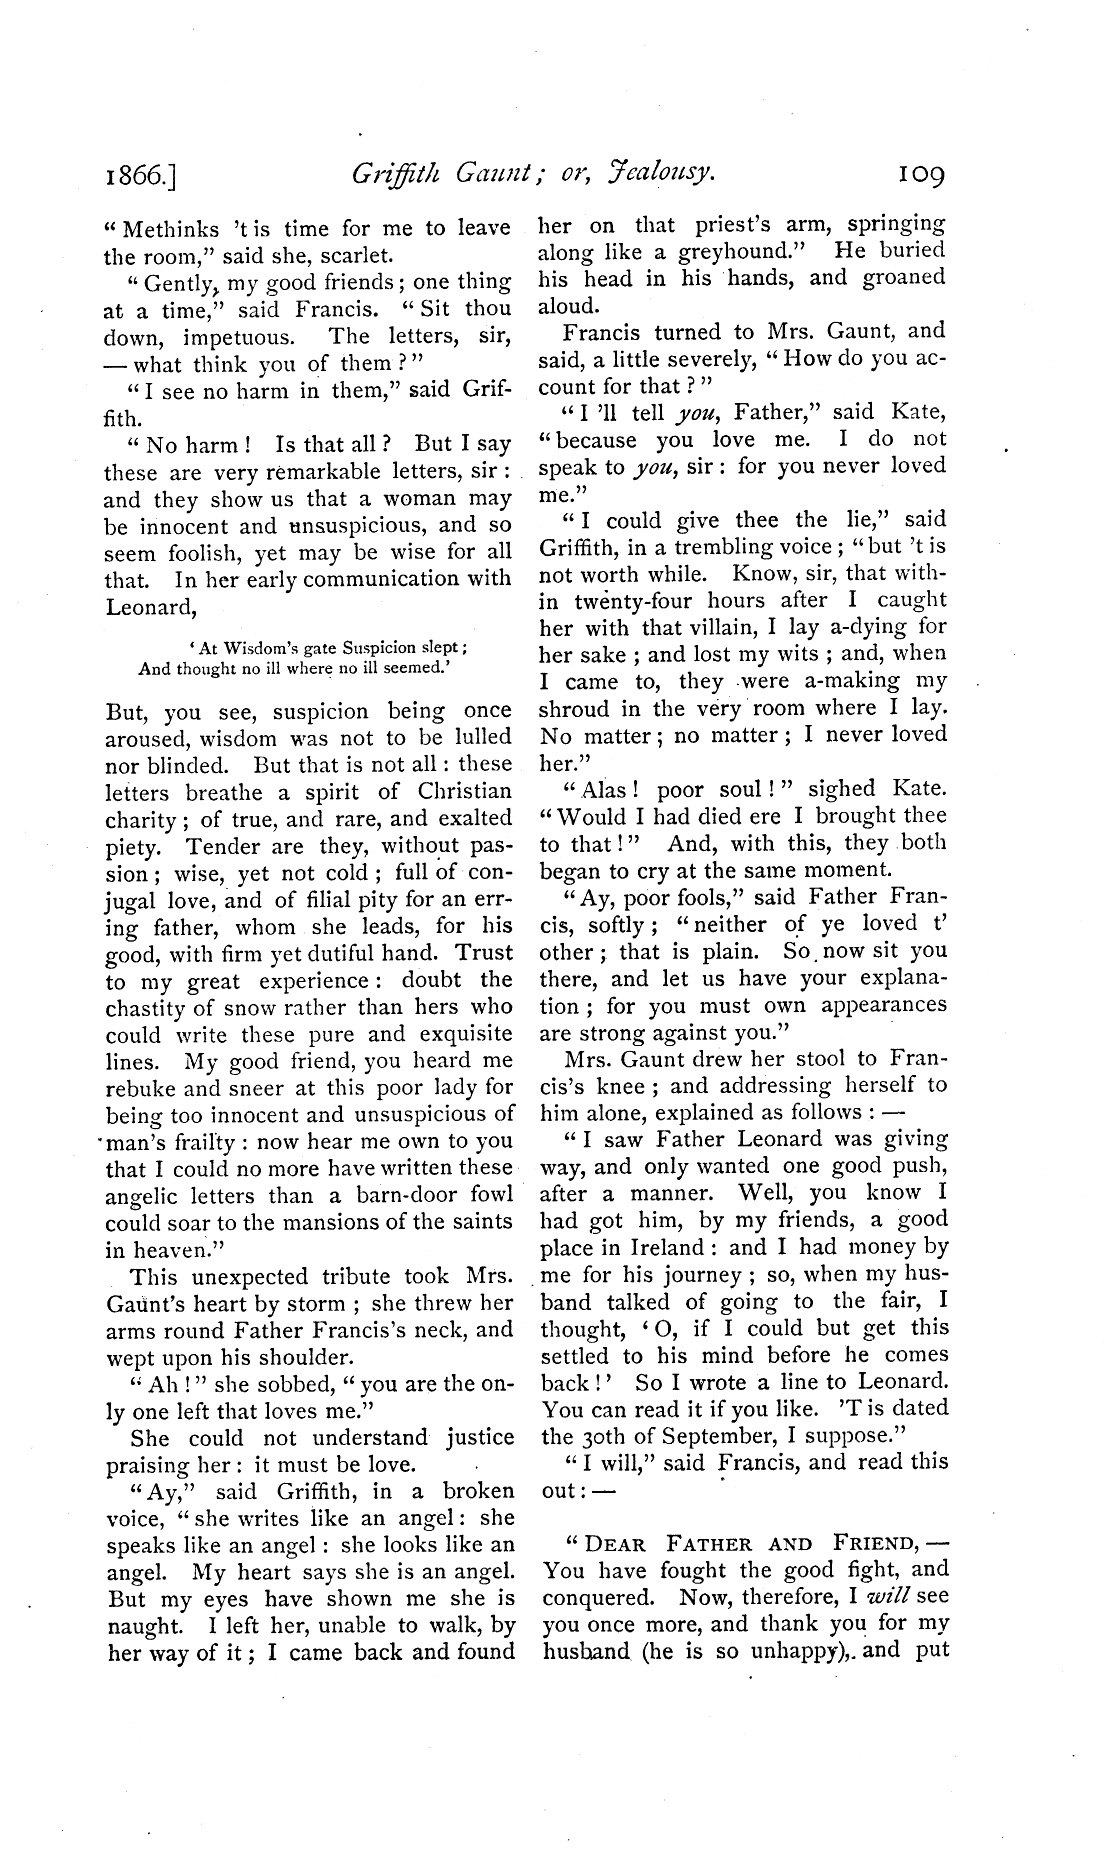 1866.] Griffith Gaunt; or, Jealousy. 109
“Methinks ’t is time for me to leave
the room,” said she, scarlet.
“Gently, my good friends; one thing
at a time,” said Francis. “Sit thou
down, impetuous. The letters, sir,
— what think you of them?”
“I see no harm in them,” said Grif-
fith.
“No harm! Is that all? But I say
these are very remarkable letters, sir:
and they show us that a woman may
be innocent and unsuspicious, and so
seem foolish, yet may be wise for all
that. In her early communication with
Leonard,
‘At Wisdom’s gate Suspicion slept;
And thought no ill where no ill seemed.’
But, you see, suspicion being once
aroused, wisdom was not to be lulled
nor blinded. But that is not all: these
letters breathe a spirit of Christian
charity; of true, and rare, and exalted
piety. Tender are they, without pas-
sion; wise, yet not cold; full of con-
jugal love, and of filial pity for an err-
ing father, whom she leads, for his
good, with firm yet dutiful hand. Trust
to my great experience: doubt the
chastity of snow rather than hers who
could write these pure and exquisite
lines. My good friend, you heard me
rebuke and sneer at this poor lady for
being too innocent and unsuspicious of
man’s frailty: now hear me own to you
that I could no more have written these
angelic letters than a barn-door fowl
could soar to the mansions of the saints
in heaven.”
This unexpected tribute took Mrs.
Gaunt’s heart by storm; she threw her
arms round Father Francis’s neck, and
wept upon his shoulder.
“Ah!” she sobbed, “you are the on-
ly one left that loves me.”
She could not understand justice
praising her: it must be love.
“Ay,” said Griffith, in a broken
voice, “she writes like an angel: she
speaks like an angel: she looks like an
angel. My heart says she is an angel.
But my eyes have shown me she is
naught. I left her, unable to walk, by
her way of it; I came back and found
her on that priest’s arm, springing
along like a greyhound.” He buried
his head in his hands, and groaned
aloud.
Francis turned to Mrs. Gaunt, and
said, a little severely, “How do you ac-
count for that?”
“I ’ll tell you, Father,” said Kate,
“because you love me. I do not
speak to you, sir: for you never loved
me.”
“I could give thee the lie,” said
Griffith, in a trembling voice; “but ’t is
not worth while. Know, sir, that with-
in twenty-four hours after I caught
her with that villain, I lay a-dying for
her sake; and lost my wits; and, when
I came to, they were a-making my
shroud in the very room where I lay.
No matter; no matter; I never loved
her.”
“Alas! poor soul!” sighed Kate.
“Would I had died ere I brought thee
to that!” And, with this, they both
began to cry at the same moment.
“Ay, poor fools,” said Father Fran-
cis, softly; “neither of ye loved t’
other; that is plain. So now sit you
there, and let us have your explana-
tion; for you must own appearances
are strong against you.”
Mrs. Gaunt drew her stool to Fran-
cis’s knee; and addressing herself to
him alone, explained as follows: —
“I saw Father Leonard was giving
way, and only wanted one good push,
after a manner. Well, you know I
had got him, by my friends, a good
place in Ireland: and I had money by
me for his journey; so, when my hus-
band talked of going to the fair, I
thought, ‘O, if I could but get this
settled to his mind before he comes
back!’ So I wrote a line to Leonard.
You can read it if you like. ’T is dated
the 30th of September, I suppose.”
“I will,” said Francis, and read this
out: —
“DEAR FATHER AND FRIEND, —
You have fought the good fight, and
conquered. Now, therefore, I will see
you once more, and thank you for my
husband (he is so unhappy), and put